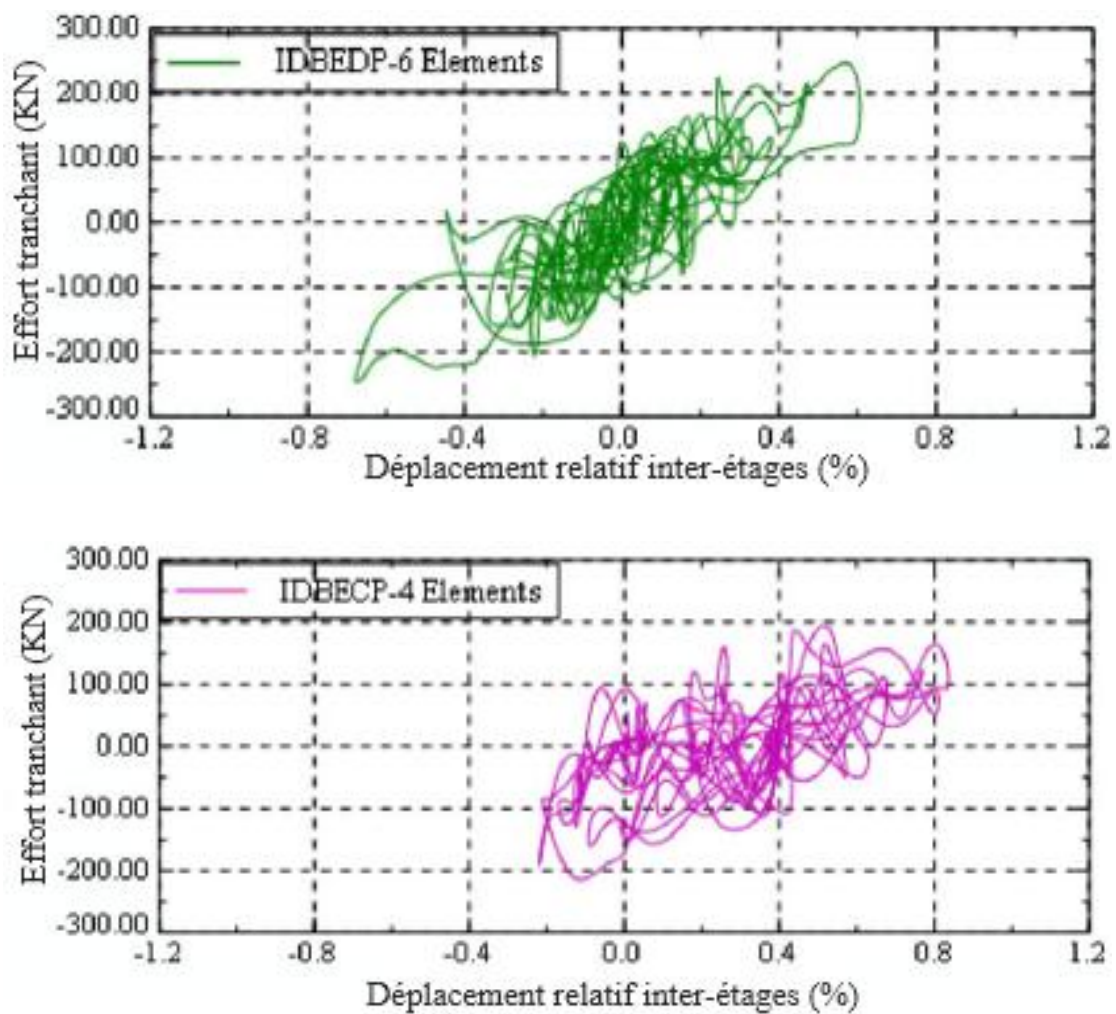 300.00
IDBEDP-6 Elements
200.00
100.00
0.00
-100.00
-200.00
-300.00
Effort tranchant (KN)
-1.2 -0.8 -0.4 0.0 0.4 0.8 1.2
Déplacement relatif inter-étages (%)
300.00
IDBECP-4 Elements
200.00
100.00
0.00
-100.00
-200.00
-300.00
Effort tranchant (KN)
-1.2 -0.8 -0.4 0.0 0.4 0.8 1.2
Déplacement relatif inter-étages (%)